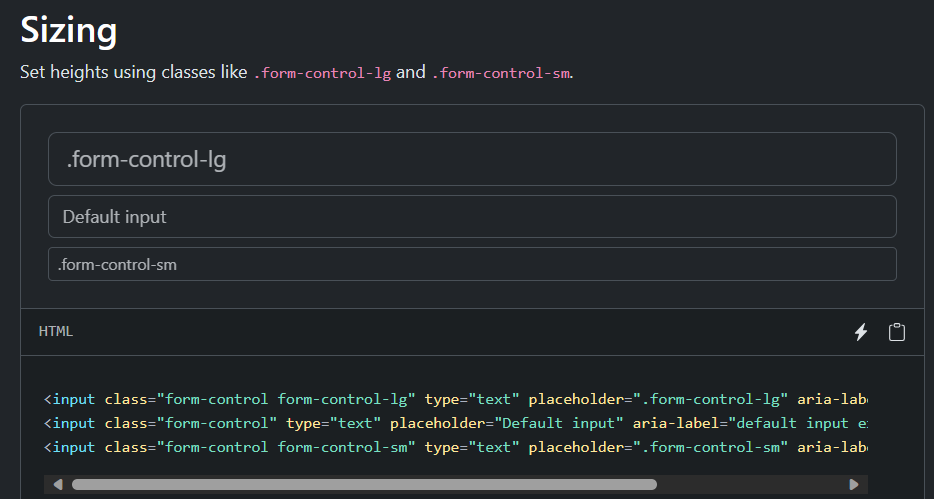 Sizing
Set heights using classes like .form-control-lg and .form-control-sm.
.form-control-lg
Default input
.form-control-sm
HTML
<input class="form-control form-control-lg" type="text" placeholder=".form-control-lg" aria-lab
<input class="form-control" type="text" placeholder="Default input" aria-label="default input e
<input class="form-control form-control-sm" type="text" placeholder=".form-control-sm" aria-lab